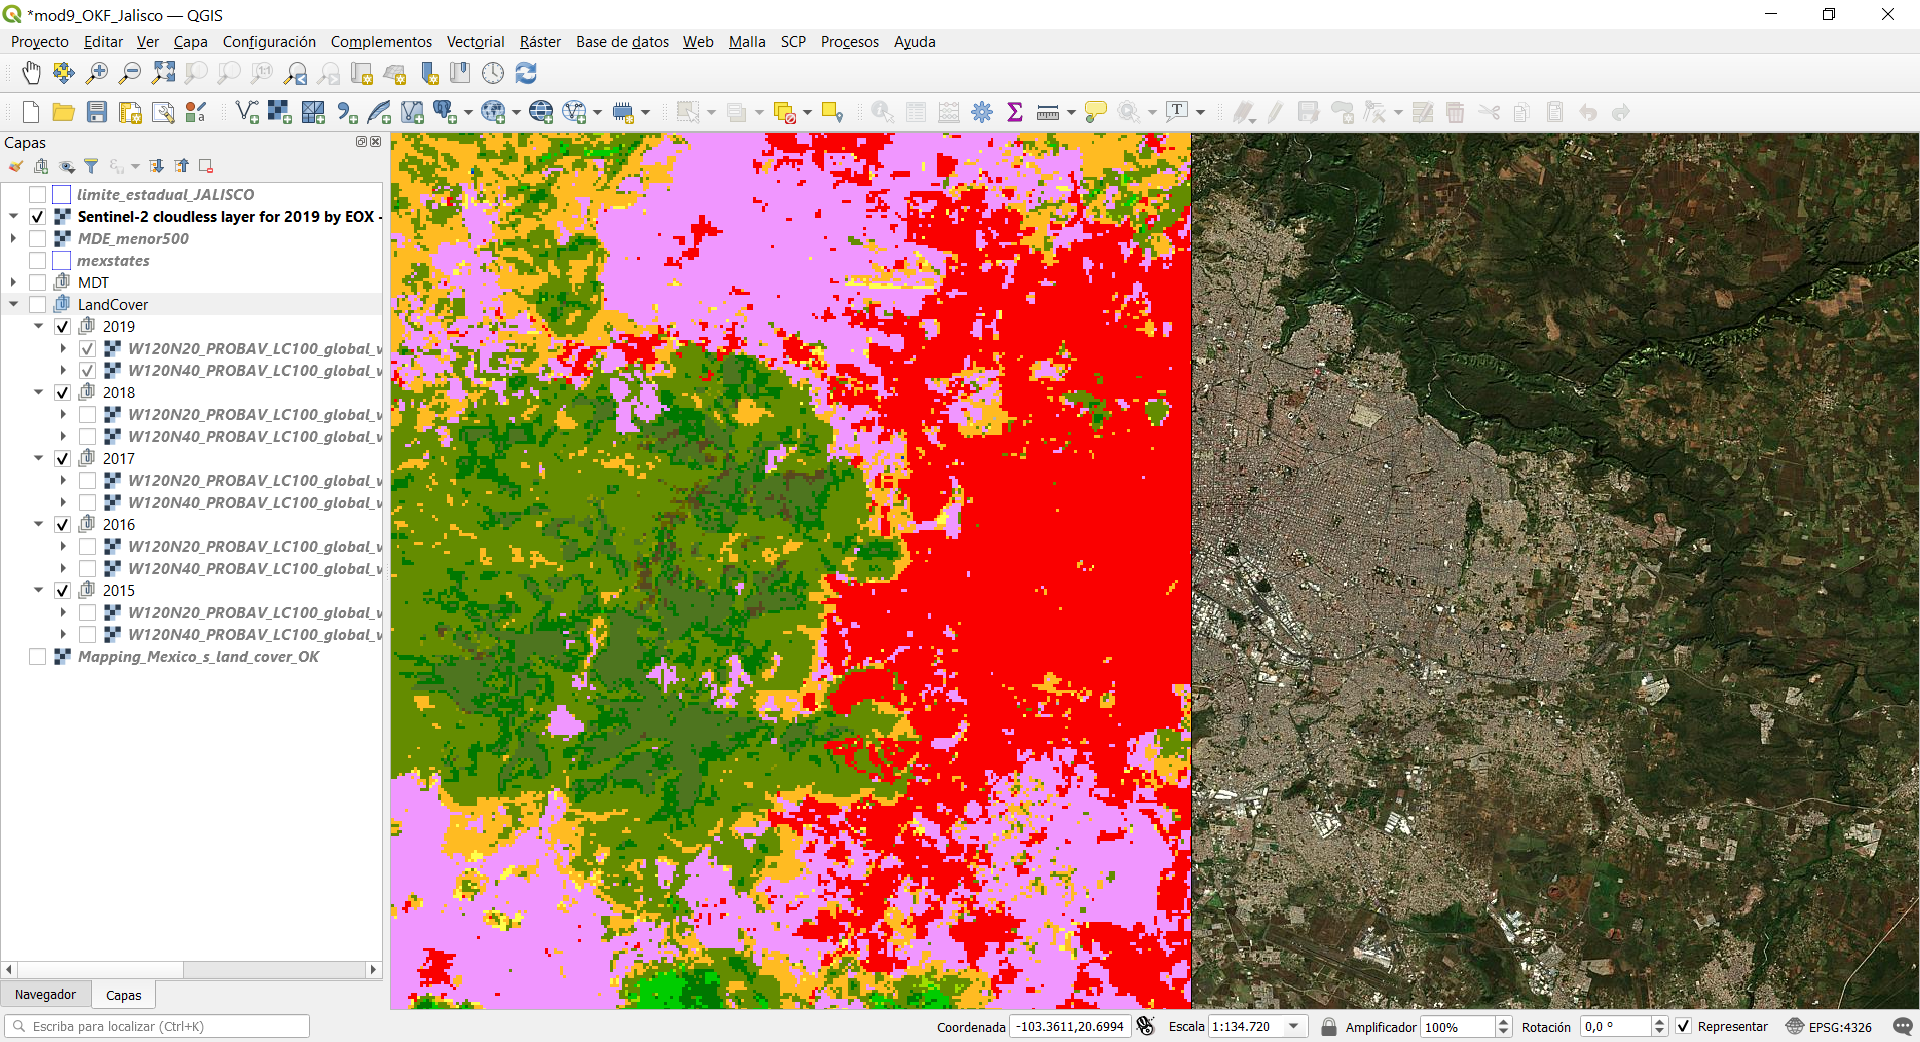 *mod9_OKF_Jalisco — QGIS
Proyecto Editar Ver Capa Configuración Complementos Vectorial Ráster Base de datos Web Malla SCP Procesos Ayuda
Capas
limite_estadual_JALISCO
Sentinel-2 cloudless layer for 2019 by EOX -
MDE_menor500
mexstates
MDT
LandCover
2019
W120N20_PROBAV_LC100_global_v
W120N40_PROBAV_LC100_global_v
2018
W120N20_PROBAV_LC100_global_v
W120N40_PROBAV_LC100_global_v
2017
W120N20_PROBAV_LC100_global_v
W120N40_PROBAV_LC100_global_v
2016
W120N20_PROBAV_LC100_global_v
W120N40_PROBAV_LC100_global_v
2015
W120N20_PROBAV_LC100_global_v
W120N40_PROBAV_LC100_global_v
Mapping_Mexico_s_land_cover_OK
Navegador Capas
Escriba para localizar (Ctrl+K) Coordenada -103.3611,20.6994 Escala 1:134.720 Amplificador 100% Rotación 0,0 ° Representar EPSG:4326